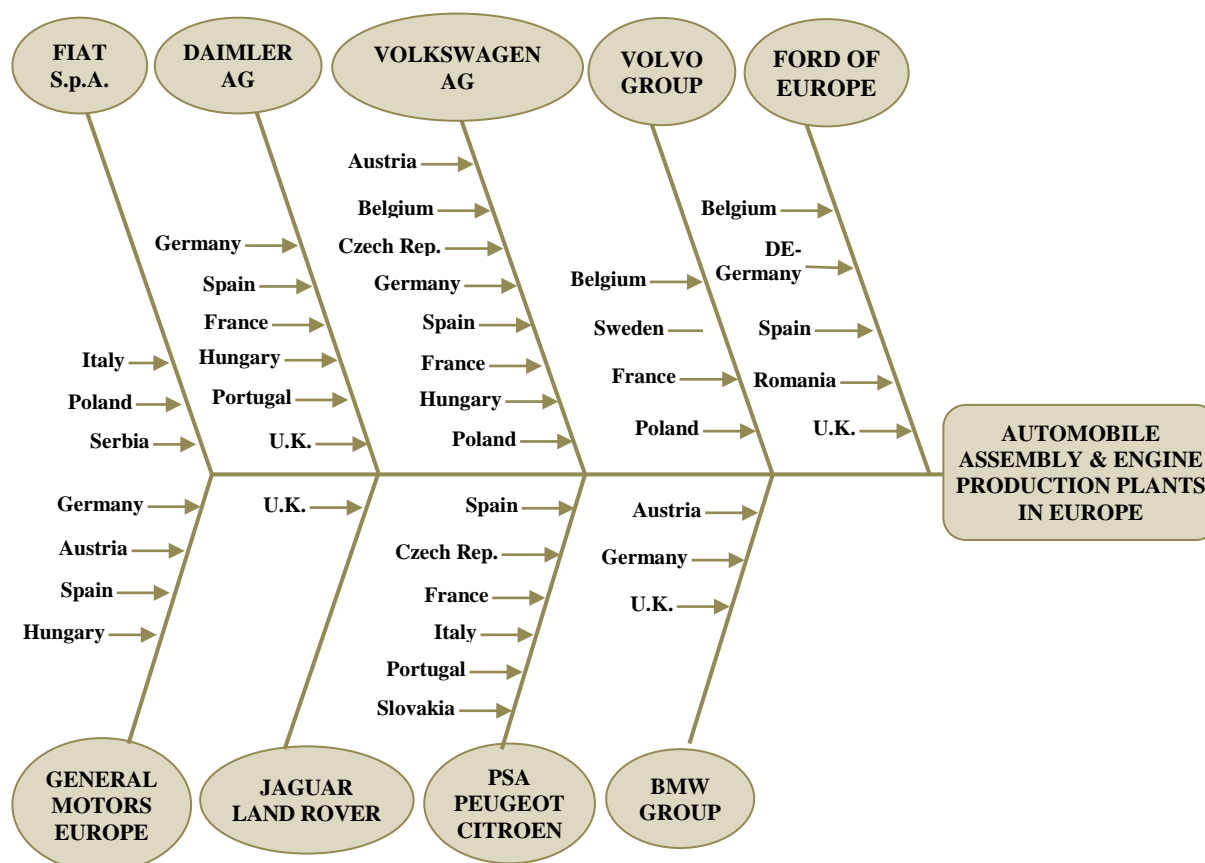 FIAT
S.p.A.
DAIMLER
AG
VOLKSWAGEN
AG
VOLVO
GROUP
FORD OF
EUROPE
Italy
Poland
Serbia
Germany
Spain
France
Hungary
Portugal
U.K.
Austria
Belgium
Czech Rep.
Germany
Spain
France
Hungary
Poland
Belgium
Sweden
France
Poland
Belgium
DE-
Germany
Spain
Romania
U.K.
AUTOMOBILE
ASSEMBLY & ENGINE
PRODUCTION PLANTS
IN EUROPE
Germany
Austria
Spain
Hungary
U.K.
Spain
Czech Rep.
France
Italy
Portugal
Slovakia
Austria
Germany
U.K.
GENERAL
MOTORS
EUROPE
JAGUAR
LAND ROVER
PSA
PEUGEOT
CITROEN
BMW
GROUP